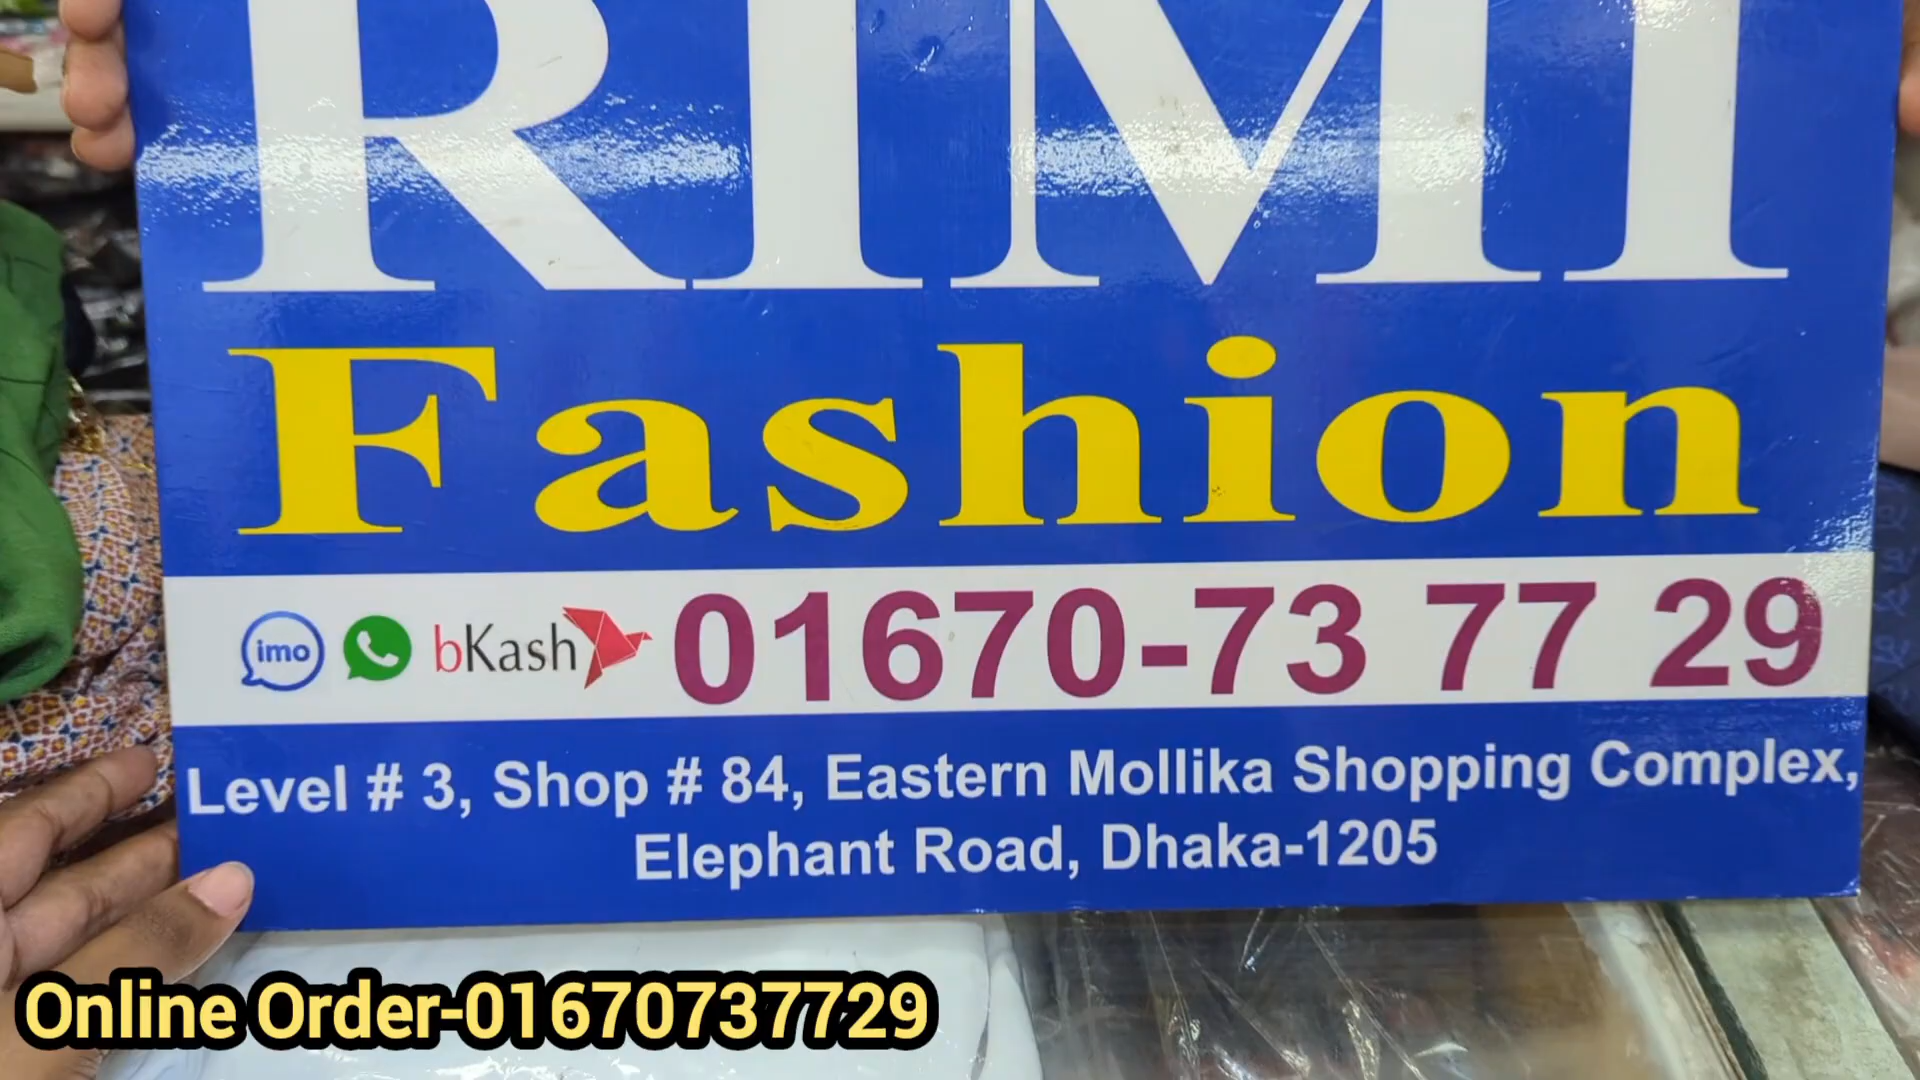 RIMI
Fashion
imo bKash 01670-73 77 29
Level # 3, Shop # 84, Eastern Mollika Shopping Complex,
Elephant Road, Dhaka-1205
Online Order-01670737729